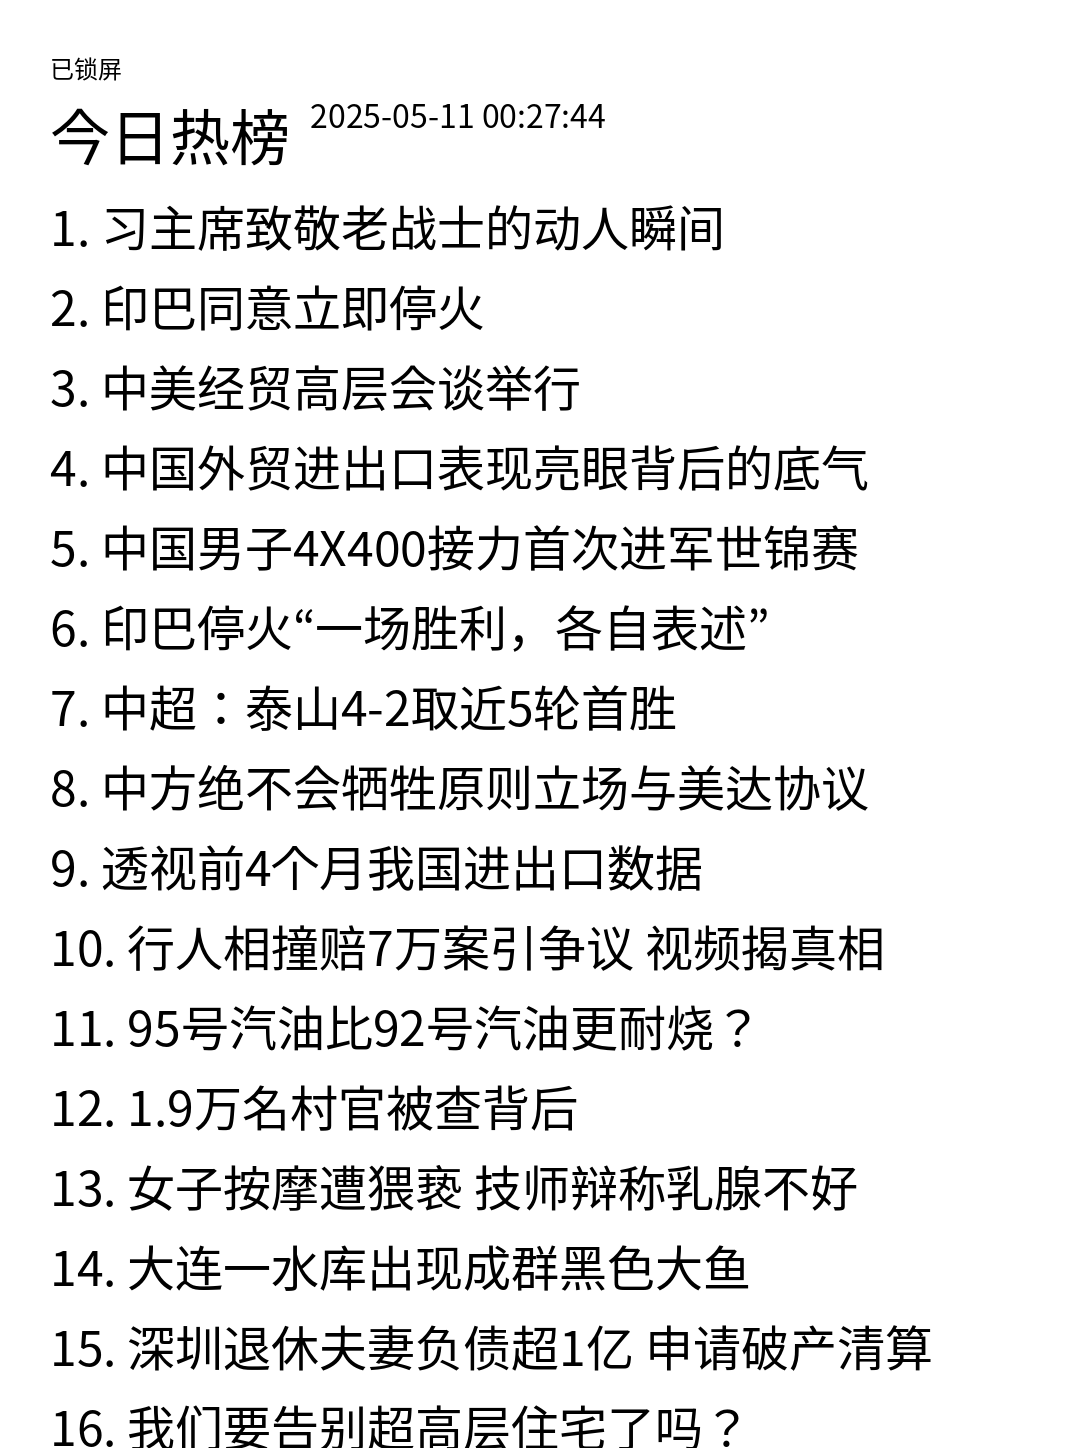 已锁屏
今日热榜 2025-05-11 00:27:44
1. 习主席致敬老战士的动人瞬间
2. 印巴同意立即停火
3. 中美经贸高层会谈举行
4. 中国外贸进出口表现亮眼背后的底气
5. 中国男子4X400接力首次进军世锦赛
6. 印巴停火“一场胜利，各自表述”
7. 中超：泰山4-2取近5轮首胜
8. 中方绝不会牺牲原则立场与美达协议
9. 透视前4个月我国进出口数据
10. 行人相撞赔7万案引争议 视频揭真相
11. 95号汽油比92号汽油更耐烧？
12. 1.9万名村官被查背后
13. 女子按摩遭猥亵 技师辩称乳腺不好
14. 大连一水库出现成群黑色大鱼
15. 深圳退休夫妻负债超1亿 申请破产清算
16. 我们要告别超高层住宅了吗？